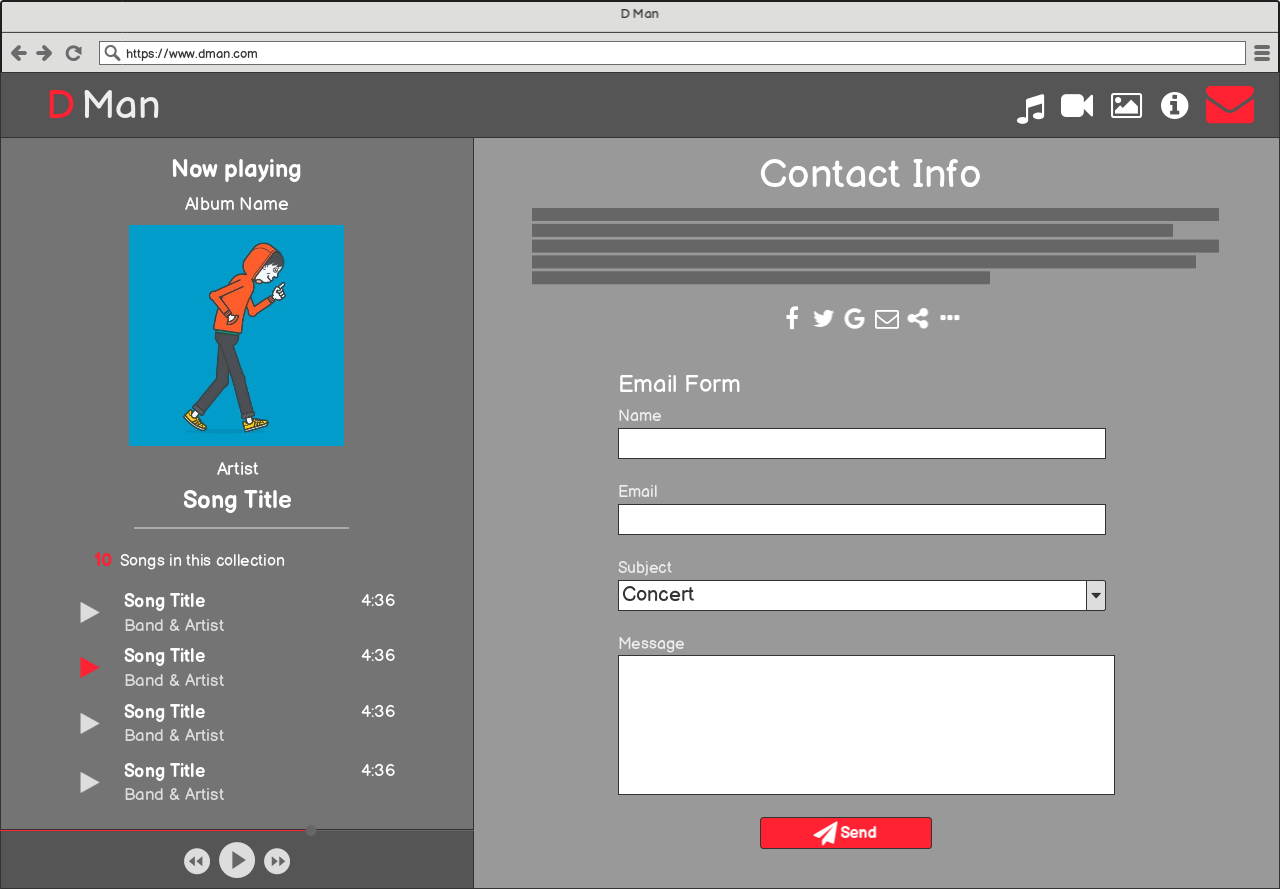 D Man
https://www.dman.com
D Man
Now playing
Album Name
Artist
Song Title
10 Songs in this collection
Song Title 4:36
Band & Artist
Song Title 4:36
Band & Artist
Song Title 4:36
Band & Artist
Song Title 4:36
Band & Artist
Contact Info
Email Form
Name
Email
Subject
Concert
Message
Send